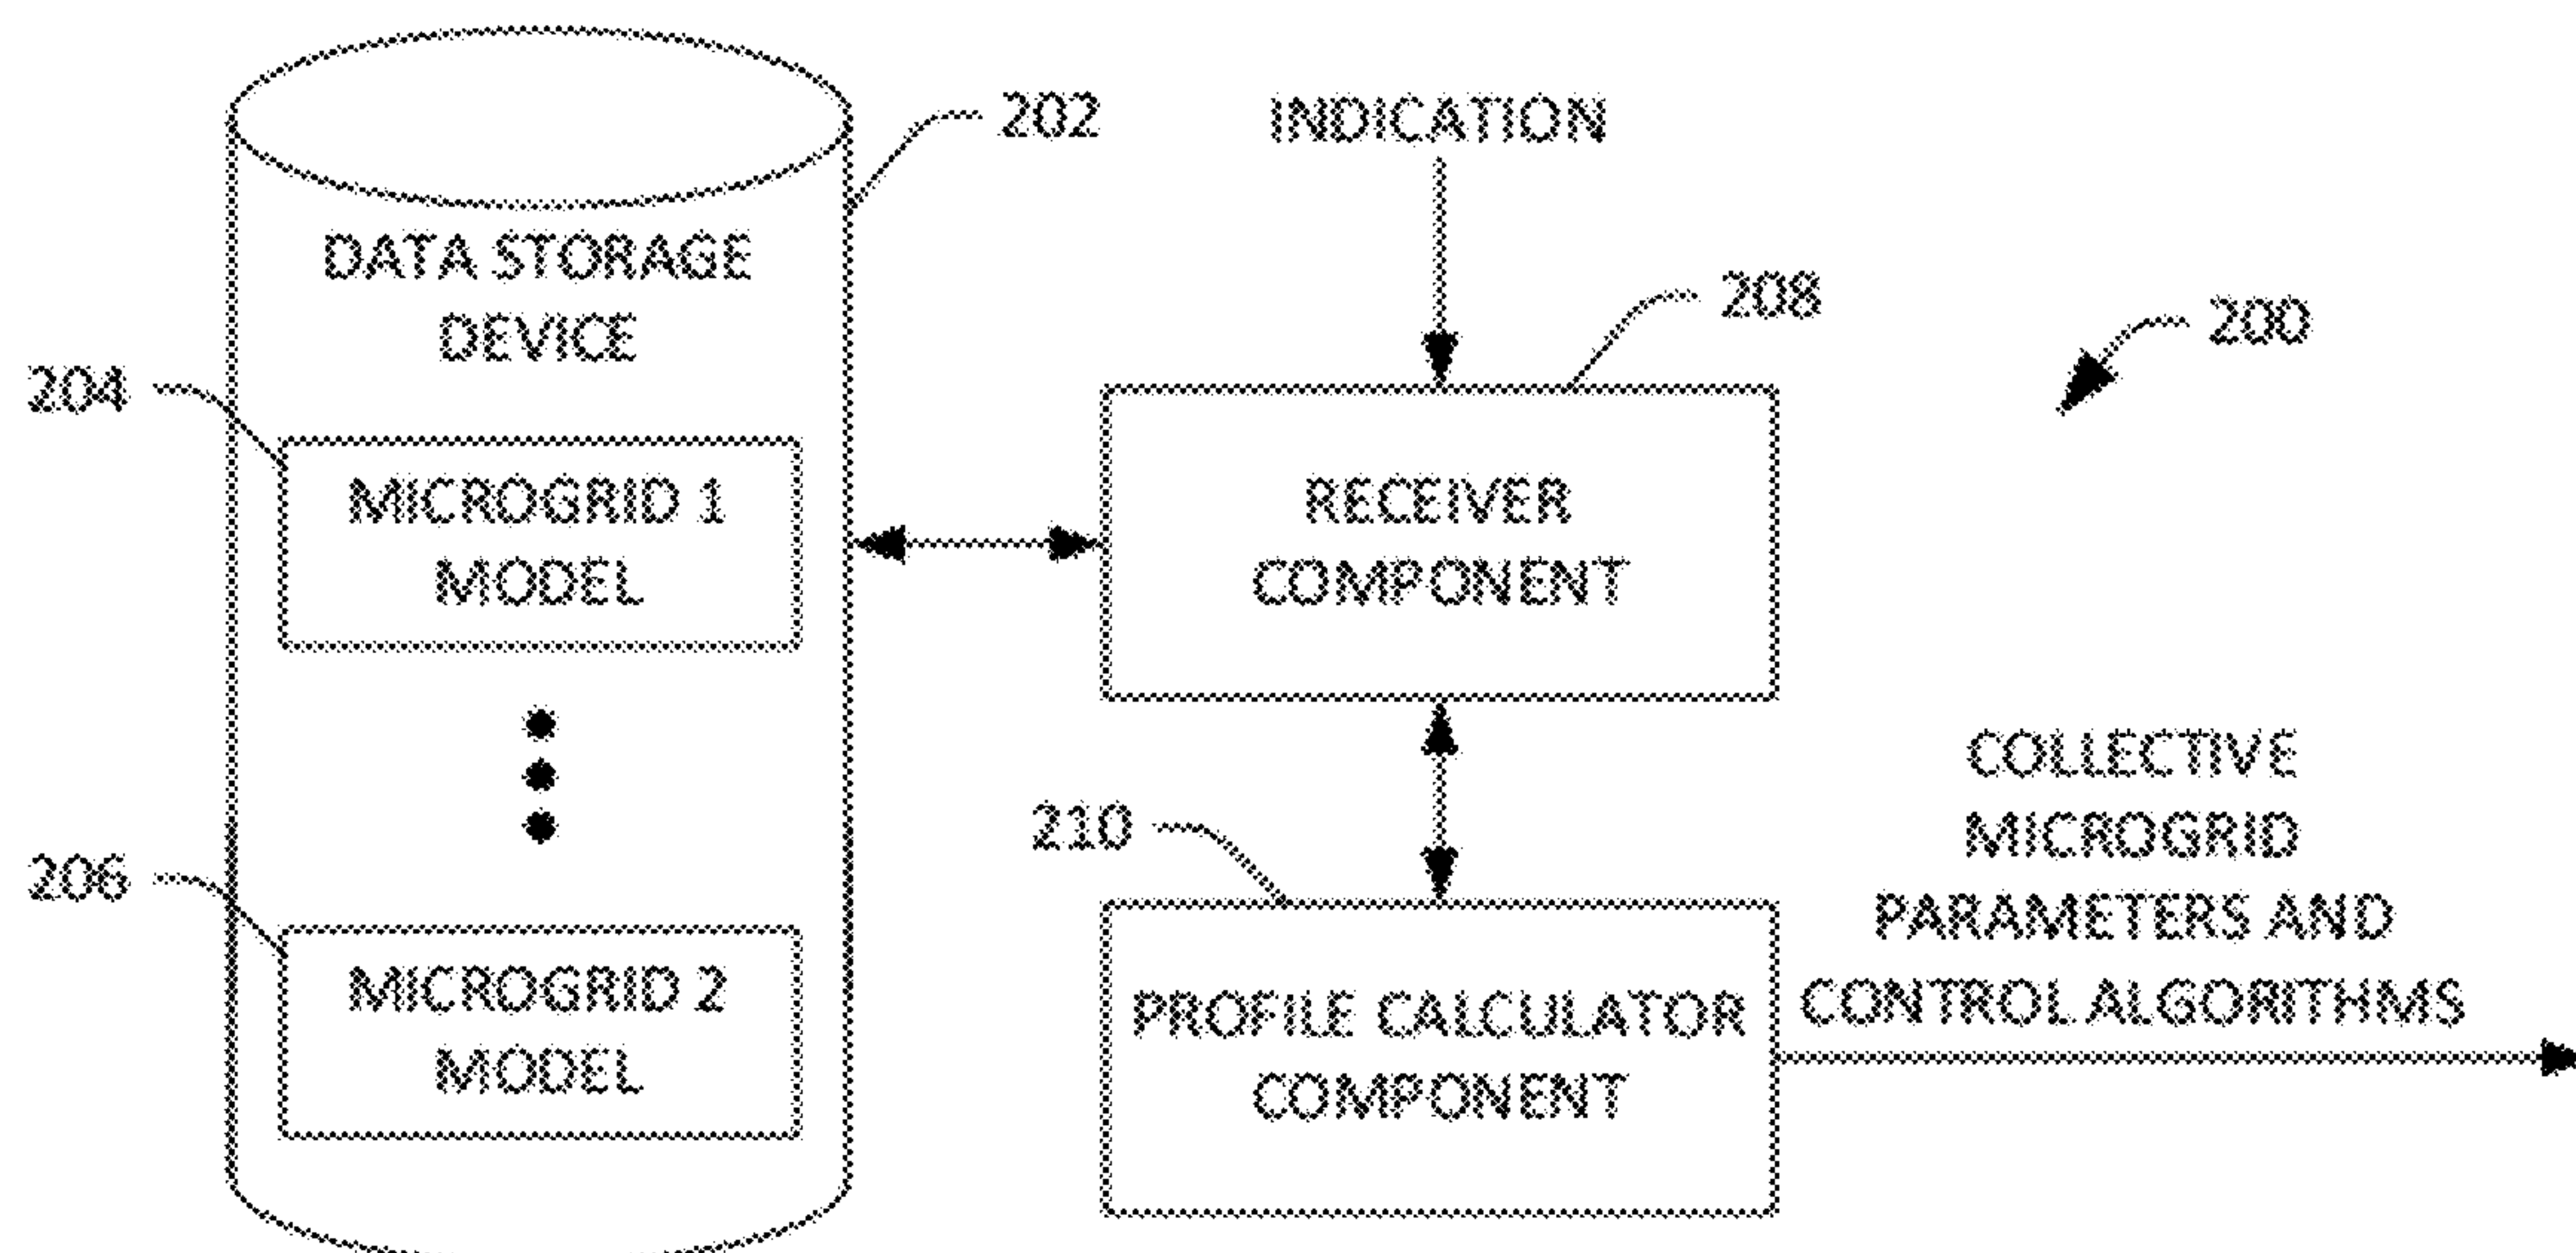 202
INDICATION
DATA STORAGE
DEVICE
208
200
204
MICROGRID 1
MODEL
RECEIVER
COMPONENT
210
COLLECTIVE
MICROGRID
PARAMETERS AND
CONTROL ALGORITHMS
206
MICROGRID 2
MODEL
PROFILE CALCULATOR
COMPONENT